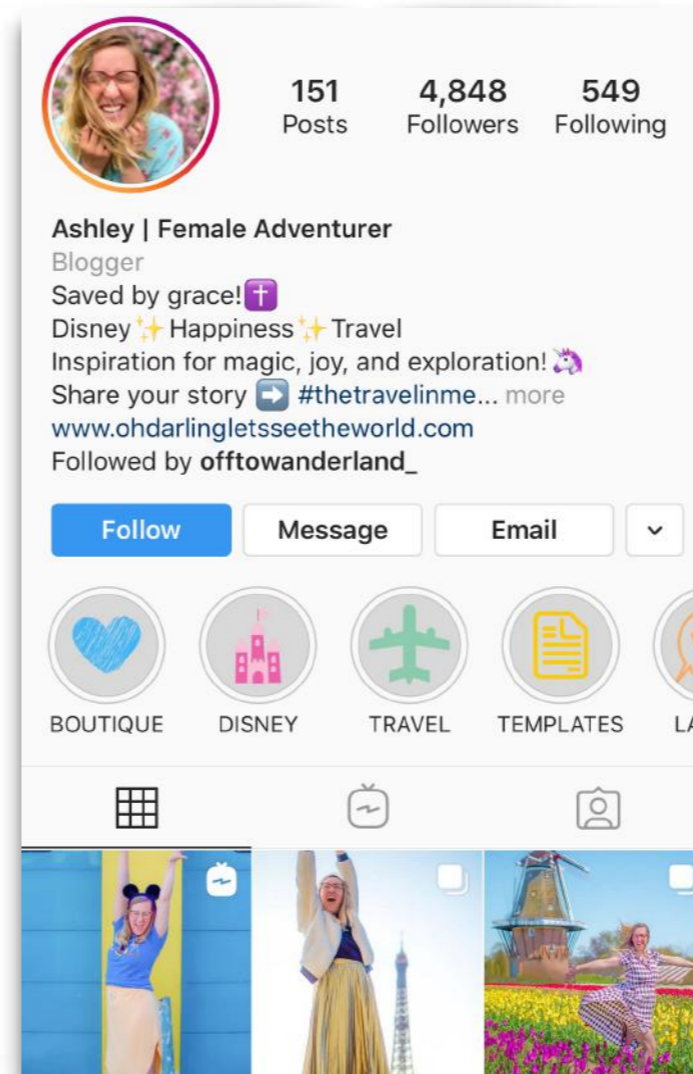 151 4,848 549
Posts Followers Following
Ashley | Female Adventurer
Blogger
Saved by grace!✝️
Disney✨Happiness✨Travel
Inspiration for magic, joy, and exploration!🦄
Share your story ➡️ #thetravelinme... more
www.ohdarlingletsseetheworld.com
Followed by offtowanderland_
Follow Message Email
BOUTIQUE DISNEY TRAVEL TEMPLATES